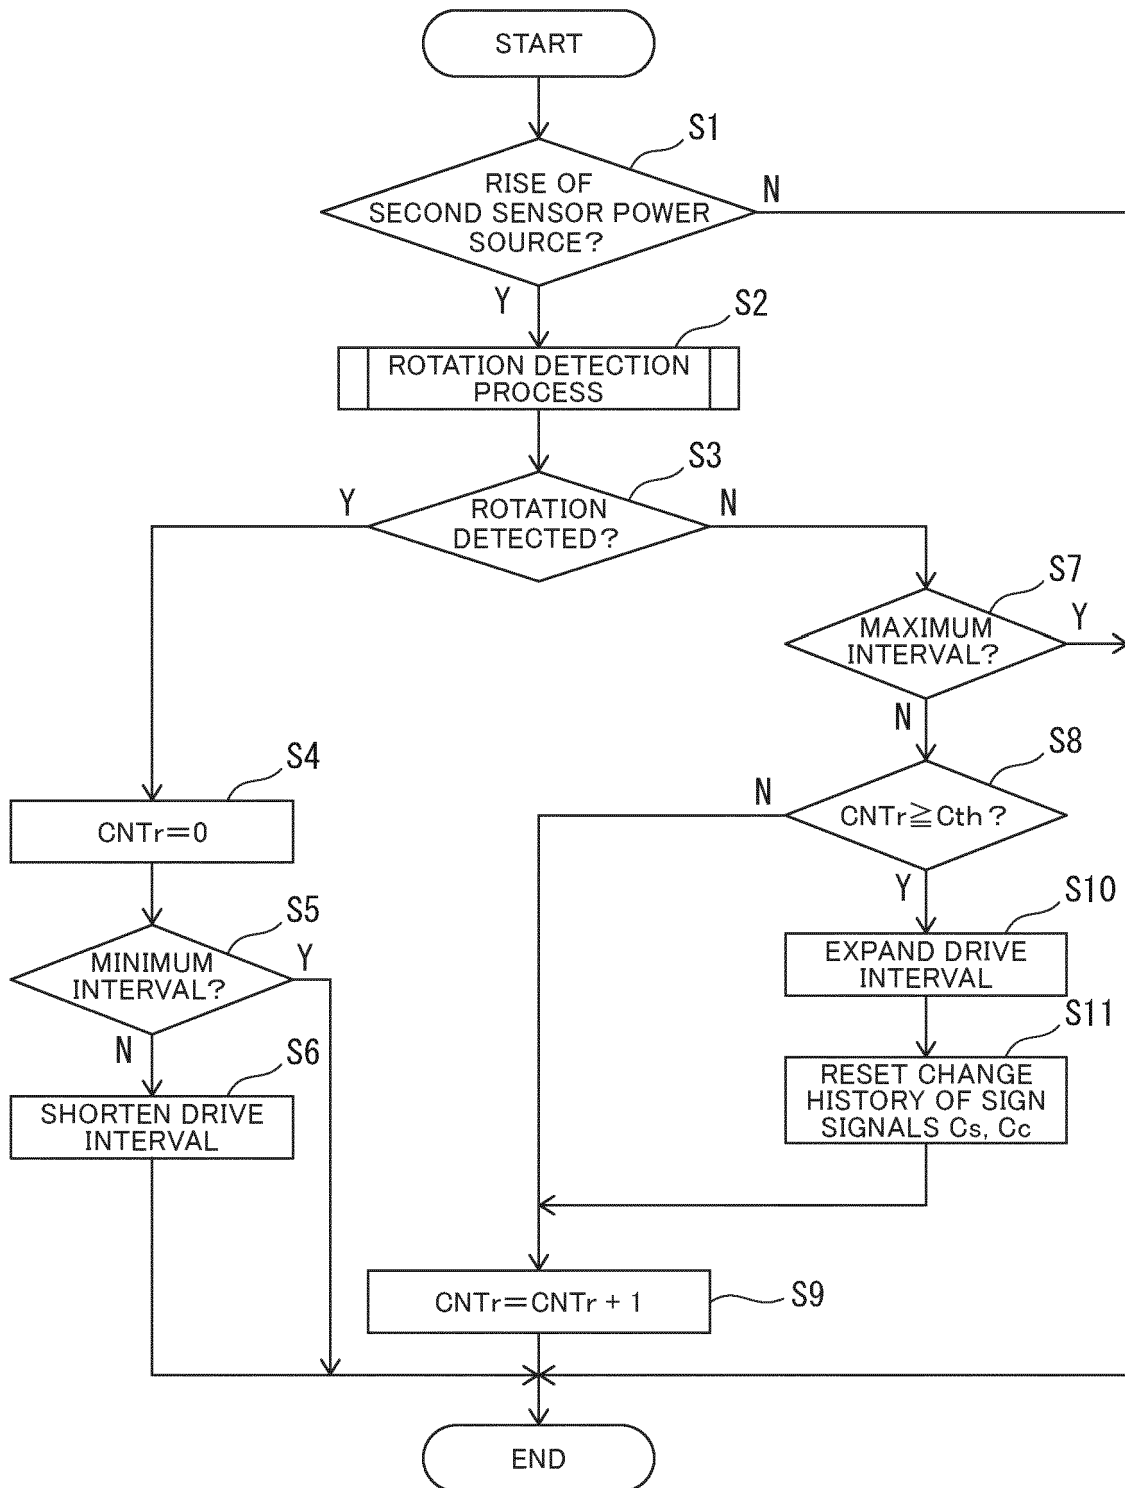 START
S1
RISE OF
SECOND SENSOR POWER
SOURCE?
N
Y
S2
ROTATION DETECTION
PROCESS
S3
Y
ROTATION
DETECTED?
N
S7
MAXIMUM
INTERVAL?
Y
N
S4
CNTr=0
S8
N
CNTr≧Cth?
Y
S5
MINIMUM
INTERVAL?
Y
N
S10
EXPAND DRIVE
INTERVAL
S6
SHORTEN DRIVE
INTERVAL
S11
RESET CHANGE
HISTORY OF SIGN
SIGNALS Cs, Cc
CNTr=CNTr + 1
S9
END